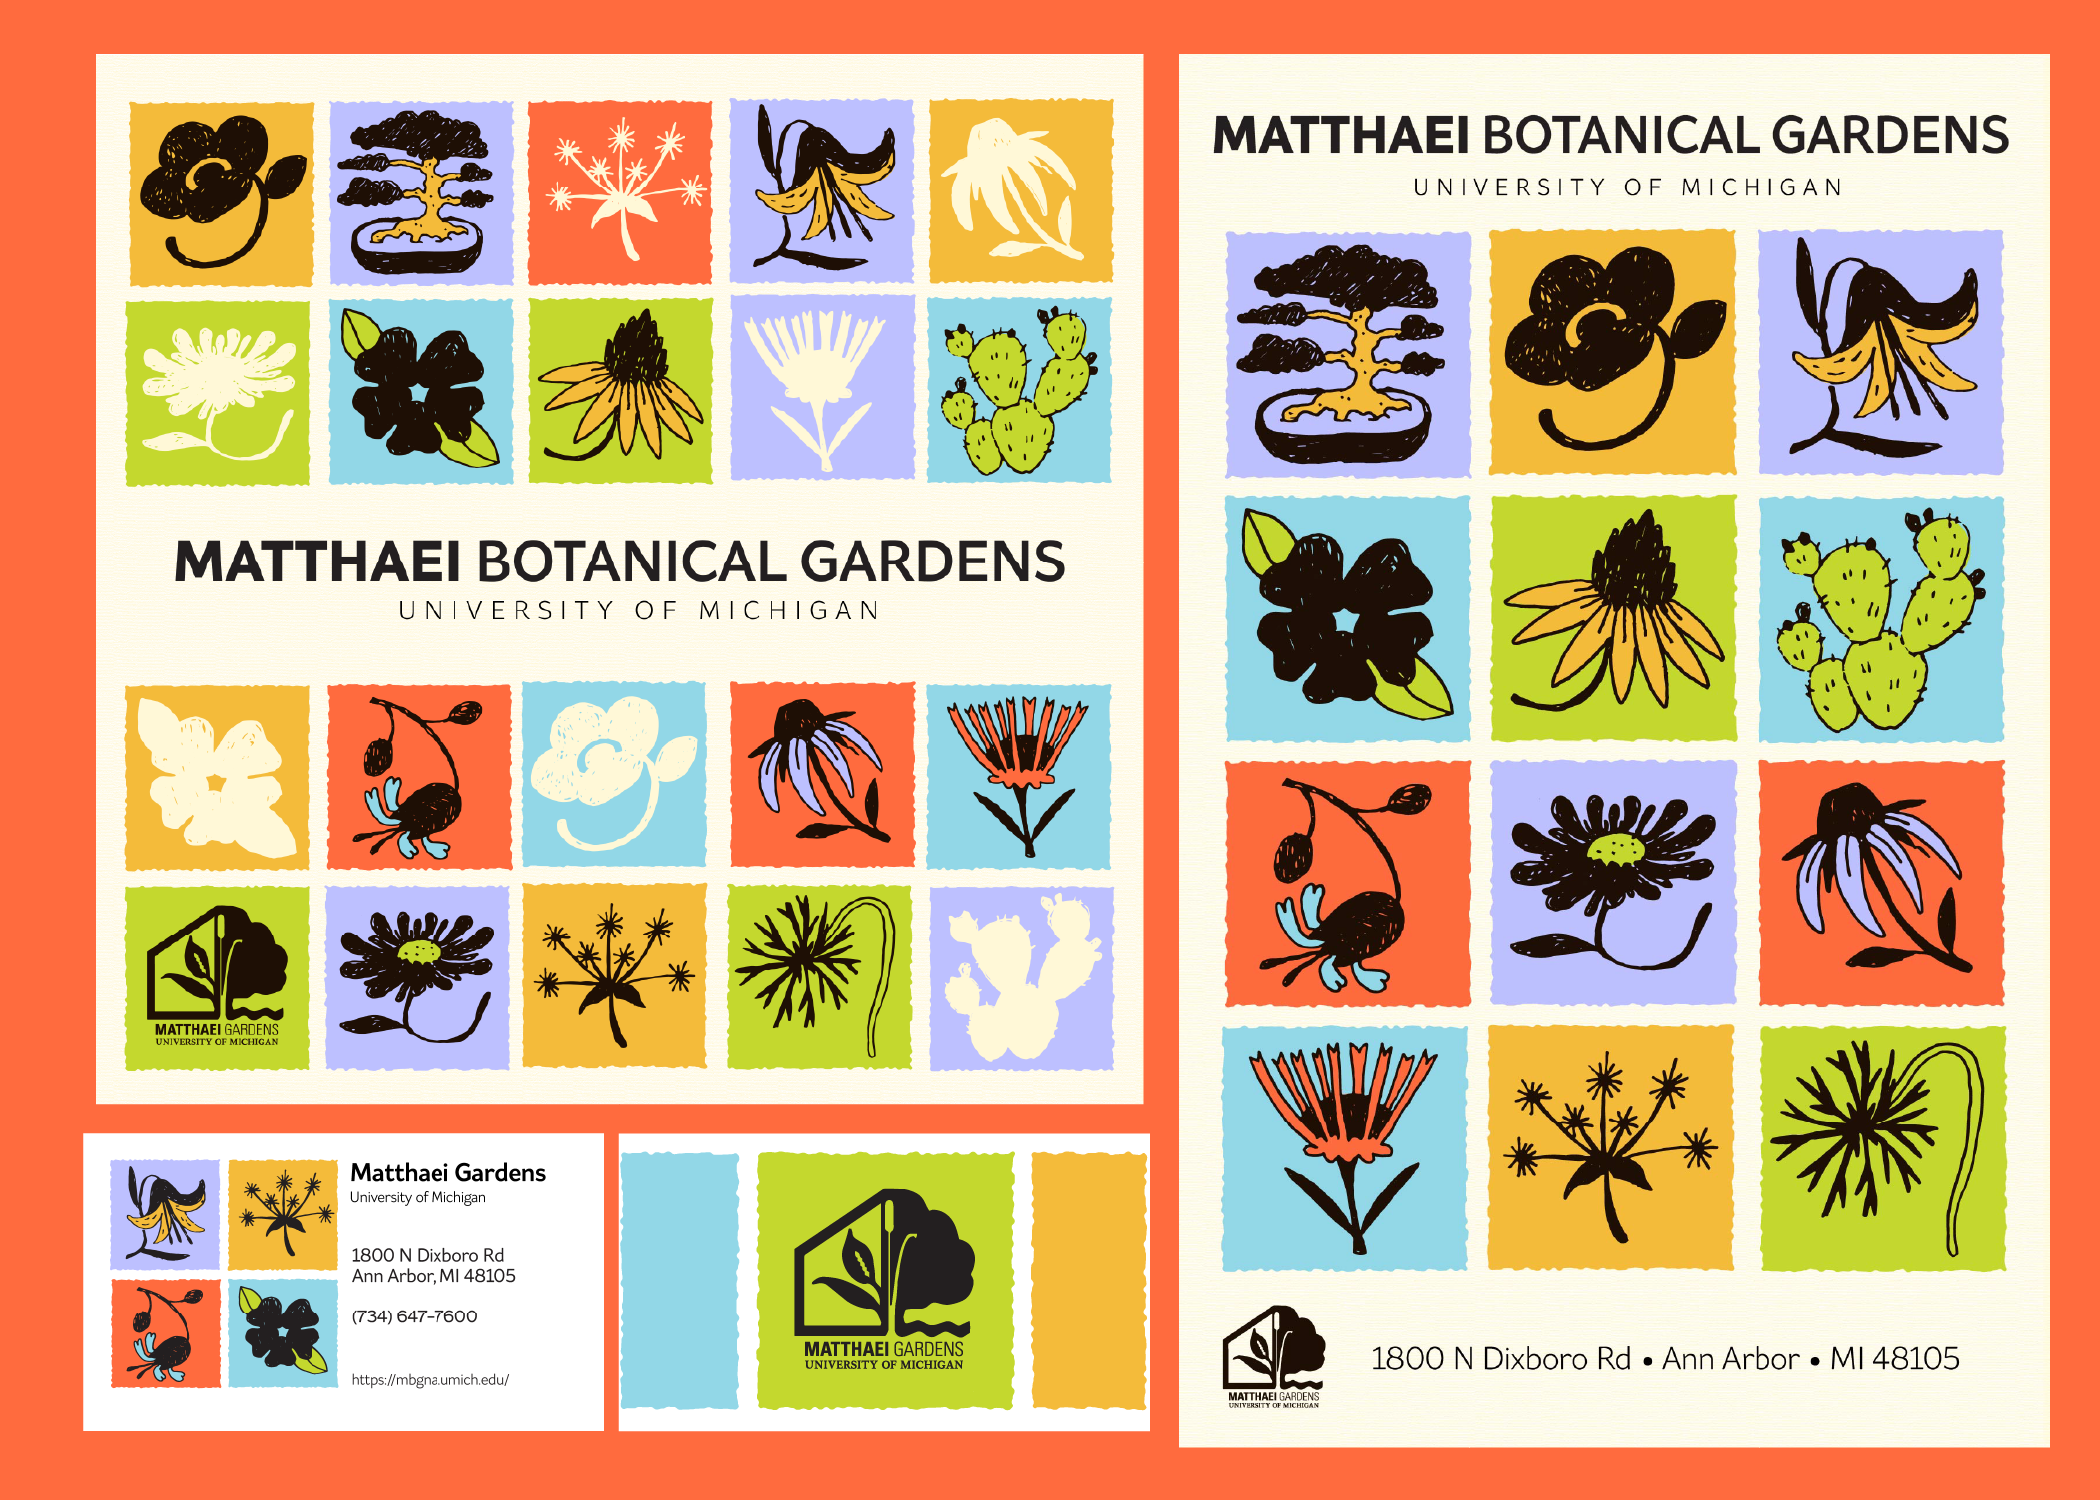 MATTHAEI BOTANICAL GARDENS
UNIVERSITY OF MICHIGAN
MATTHAEI GARDENS
UNIVERSITY OF MICHIGAN
Matthaei Gardens
University of Michigan
1800 N Dixboro Rd
Ann Arbor, MI 48105
(734) 647-7600
https://mbgna.umich.edu/
MATTHAEI GARDENS
UNIVERSITY OF MICHIGAN
MATTHAEI BOTANICAL GARDENS
UNIVERSITY OF MICHIGAN
MATTHAEI GARDENS
UNIVERSITY OF MICHIGAN
1800 N Dixboro Rd • Ann Arbor • MI 48105